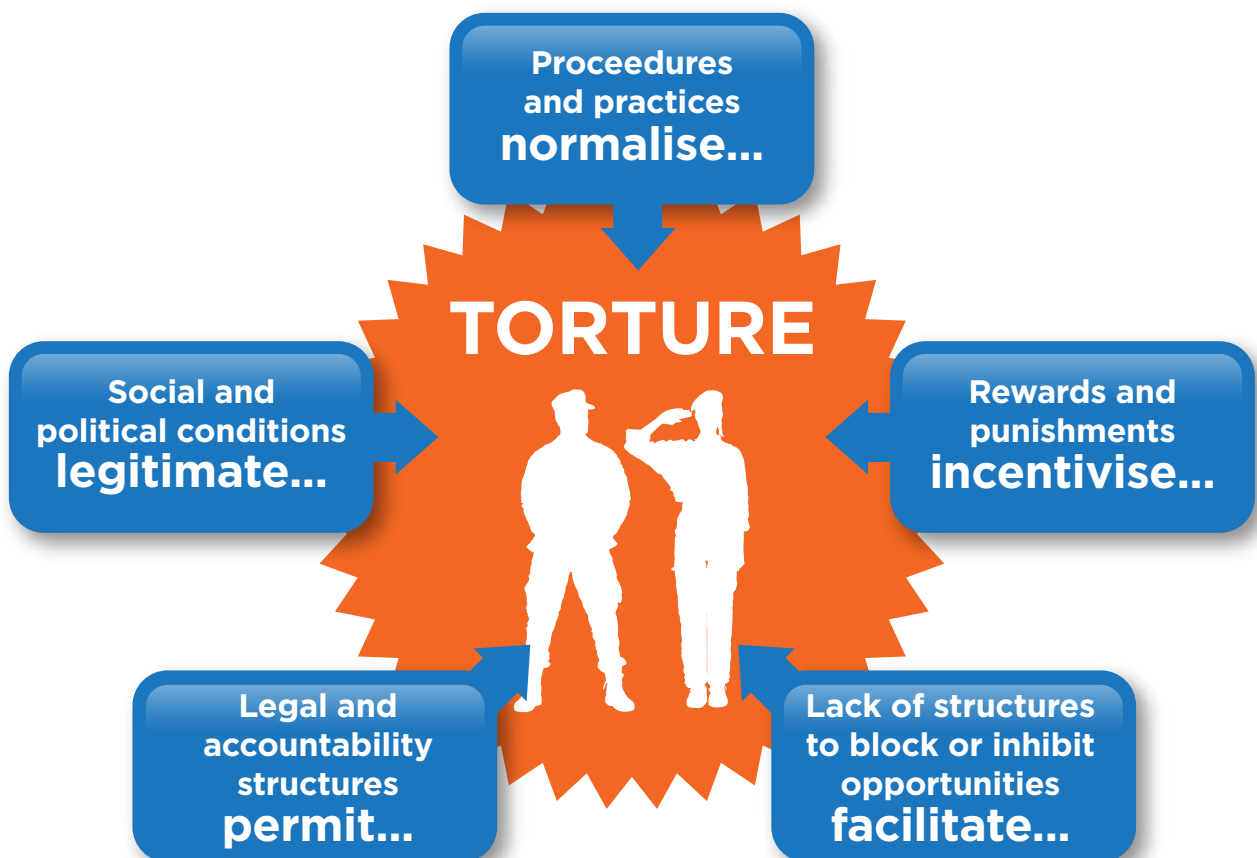 Proceedures
and practices
normalise...
TORTURE
Social and
political conditions
legitimate...
Rewards and
punishments
incentivise...
Legal and
accountability
structures
permit...
Lack of structures
to block or inhibit
opportunities
facilitate...